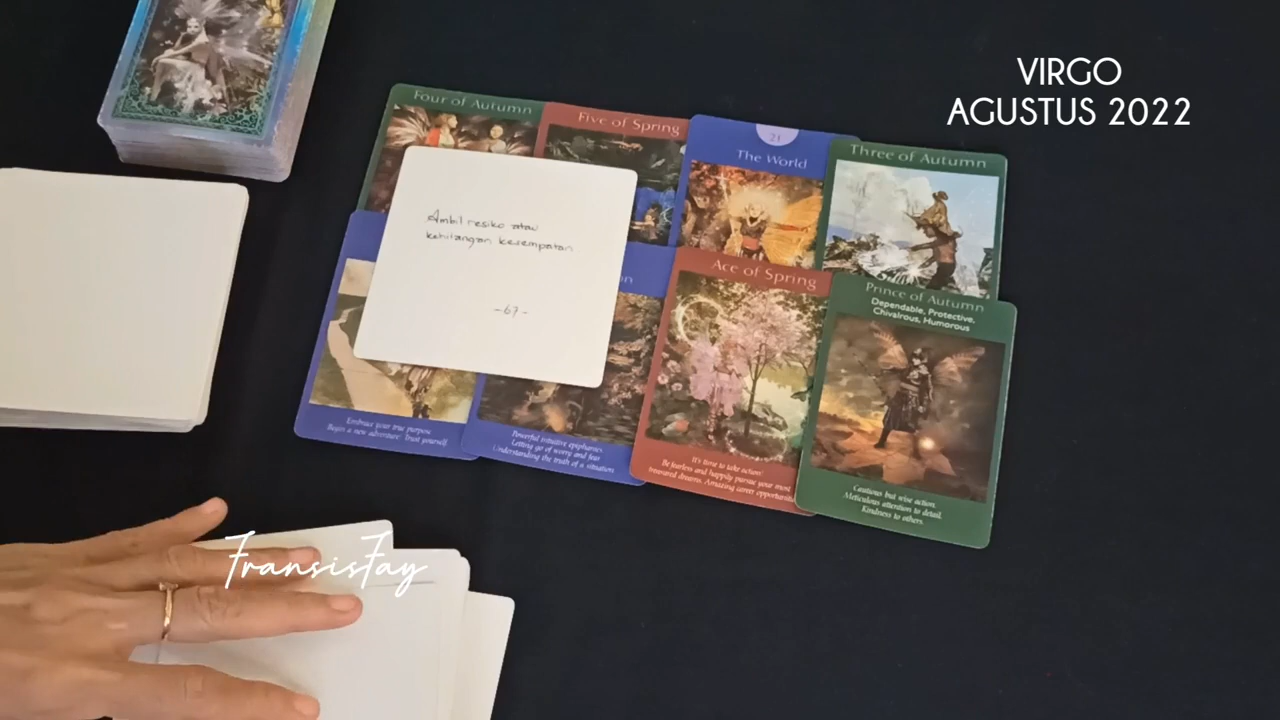 VIRGO
AGUSTUS 2022
Four of Autumn
Five of Spring
21
The World
Three of Autumn
Ambil resiko atau
kehilangan kesempatan
-67-
Ace of Spring
Prince of Autumn
Dependable, Protective,
Chivalrous, Humorous
Embrace your true purpose.
Begin a new adventure. Trust yourself.
Powerful intuitive epiphanies.
Letting go of worry and fear.
Understanding the truth of a situation.
It's time to take action!
Be fearless and happily pursue your most
treasured dreams. Amazing career opportunities
Cautious but wise action.
Meticulous attention to detail.
Kindness to others.
FransisFay